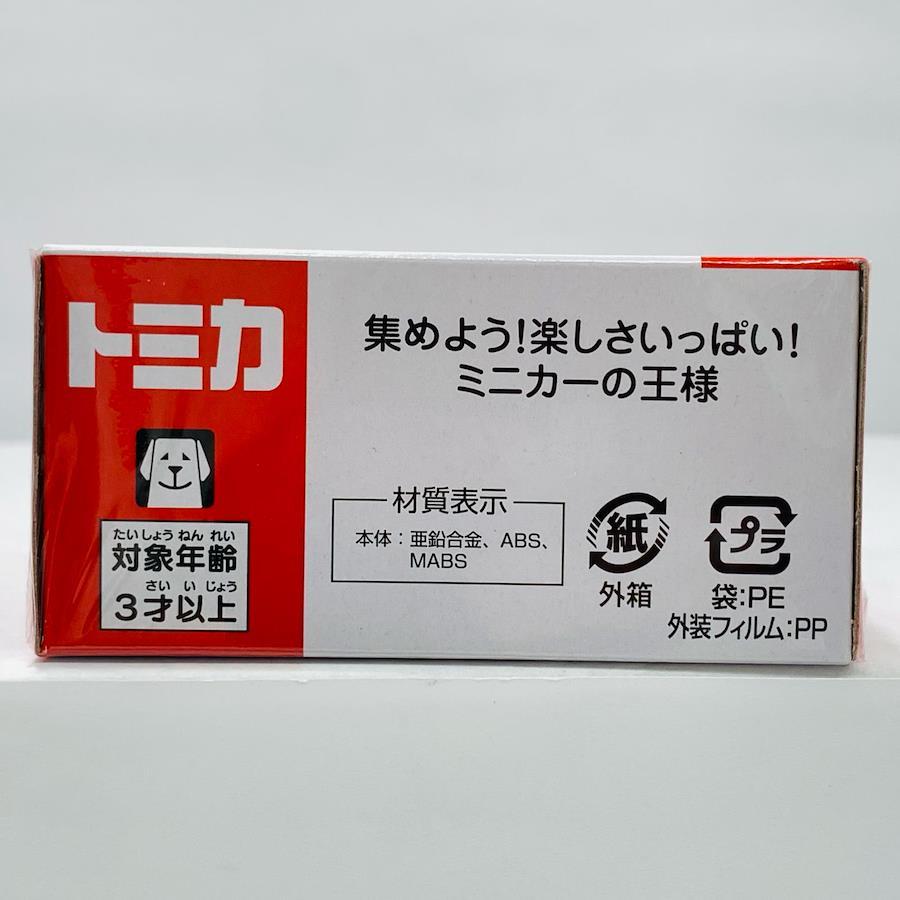 トミカ
集めよう!楽しさいっぱい!
ミニカーの王様
たいしょうねんれい
対象年齢
さいいじょう
3才以上
材質表示
本体:亜鉛合金、ABS、
MABS
紙
外箱
プラ
袋:PE
外装フィルム:PP